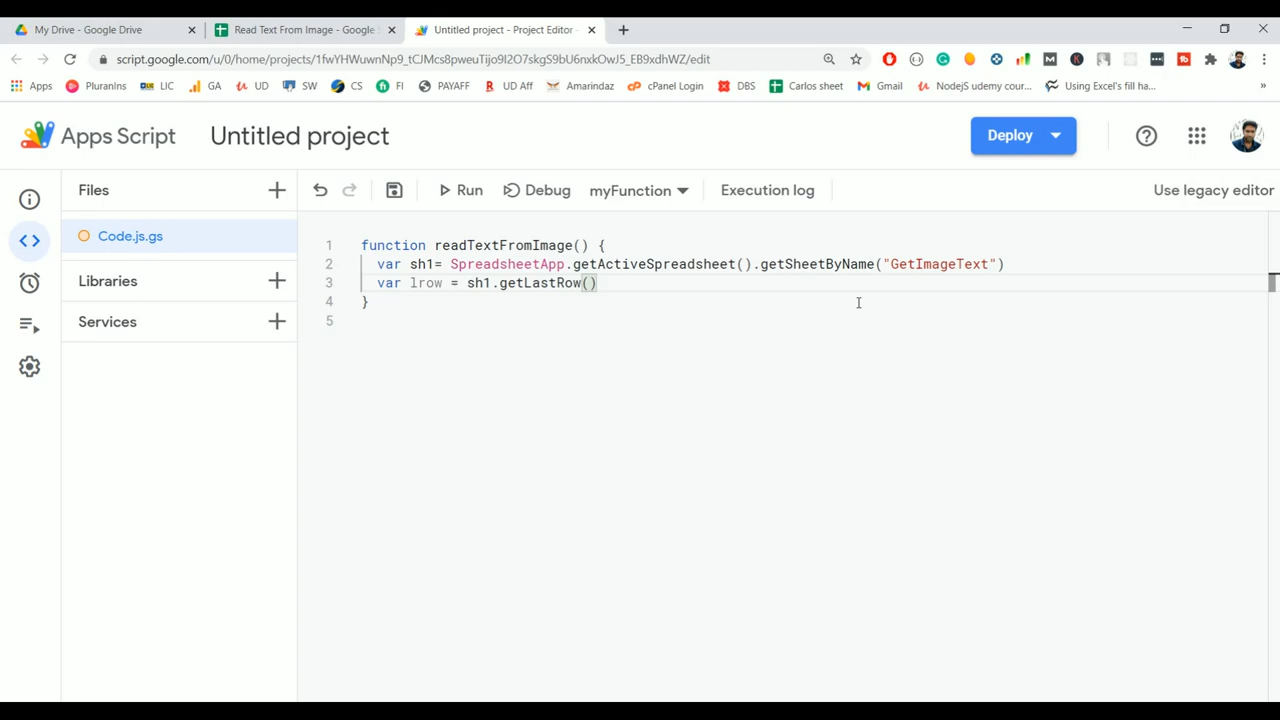 My Drive - Google Drive
Read Text From Image - Google S
Untitled project - Project Editor -
script.google.com/u/0/home/projects/1fwYHWuwnNp9_tCJMcs8rweuTijo9I2O7skgS9bU6nxkOwJ5_EB9xdhWZ/edit
Apps
PluranIns
LIC
GA
UD
SW
CS
FI
PAYAFF
UD Aff
Amarindaz
cPanel Login
DBS
Carlos sheet
Gmail
NodejS udemy cour...
Using Excel's fill ha...
»
Apps Script
Untitled project
Deploy
Files
Run
Debug
myFunction
Execution log
Use legacy editor
Code.js.gs
Libraries
Services
1 function readTextFromImage() {
2 var sh1= SpreadsheetApp.getActiveSpreadsheet().getSheetByName("GetImageText")
3 var lrow = sh1.getLastRow()
4 }
5